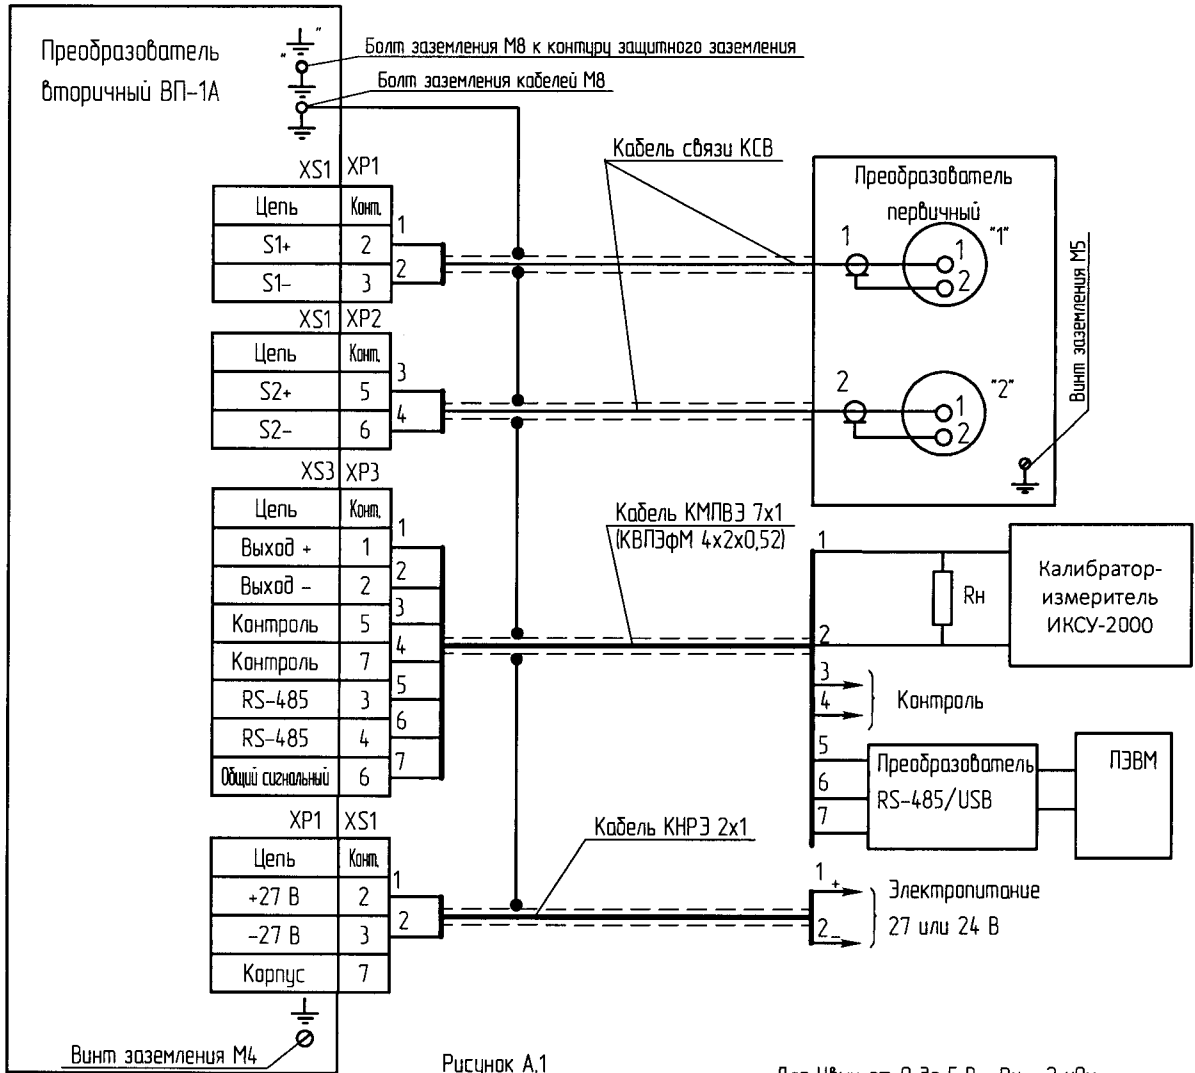 Преобразователь
вторичный ВП-1А
" "
Болт заземления М8 к контуру защитного заземления
Болт заземления кабелей М8
XS1 XP1
Цепь Конт.
S1+ 2
S1- 3
1
2
XS1 XP2
Цепь Конт.
S2+ 5
S2- 6
3
4
XS3 XP3
Цепь Конт.
Выход + 1
Выход - 2
Контроль 5
Контроль 7
RS-485 3
RS-485 4
Общий сигнальный 6
1
2
3
4
5
6
7
XP1 XS1
Цепь Конт.
+27 В 2
-27 В 3
Корпус 7
1
2
Винт заземления М4
Кабель связи КСВ
Преобразователь
первичный
1 1 "1"
2
2 1 "2"
2
Винт заземления М5
Кабель КМПВЭ 7х1
(КВПЭфМ 4х2х0,52)
1
2
3
4
5
6
7
Rн
Калибратор-
измеритель
ИКСУ-2000
Контроль
Преобразователь
RS-485/USB
ПЭВМ
Кабель КНРЭ 2х1
1 +
2 -
Электропитание
27 или 24 В
Рисунок А.1